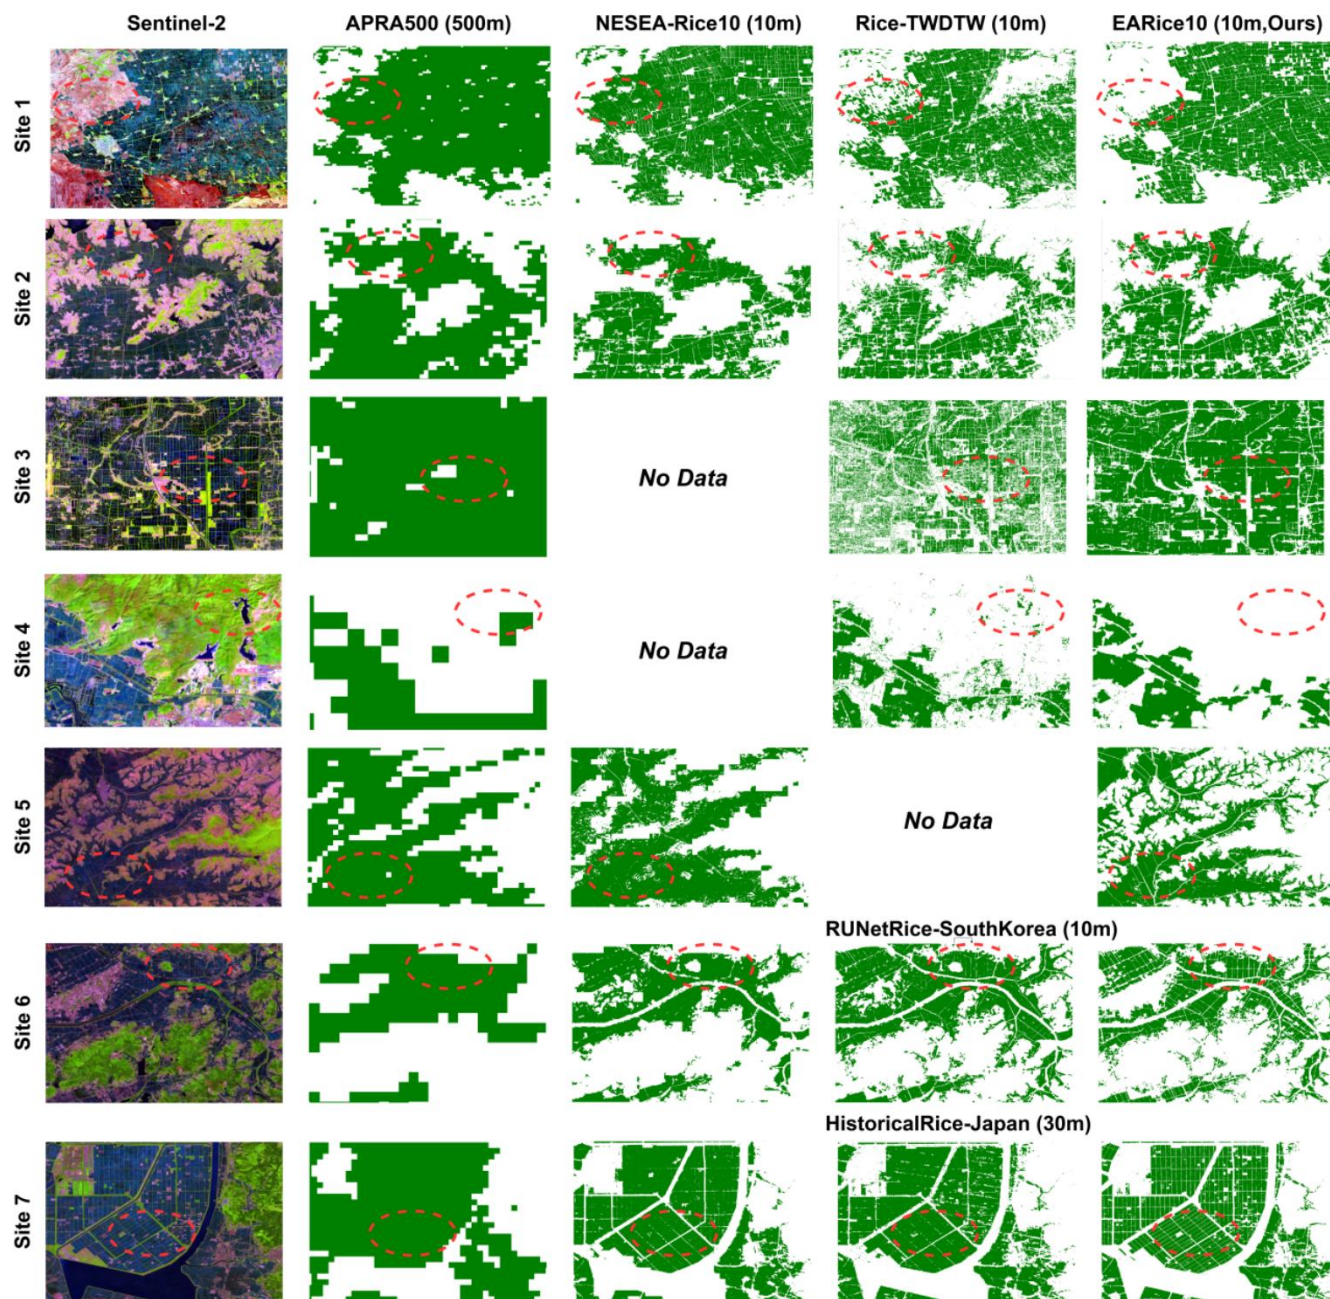 Sentinel-2 APRA500 (500m) NESEA-Rice10 (10m) Rice-TWDTW (10m) EARice10 (10m,Ours)
Site 1
Site 2
Site 3
No Data
Site 4
No Data
Site 5
No Data
RUNetRice-SouthKorea (10m)
Site 6
HistoricalRice-Japan (30m)
Site 7